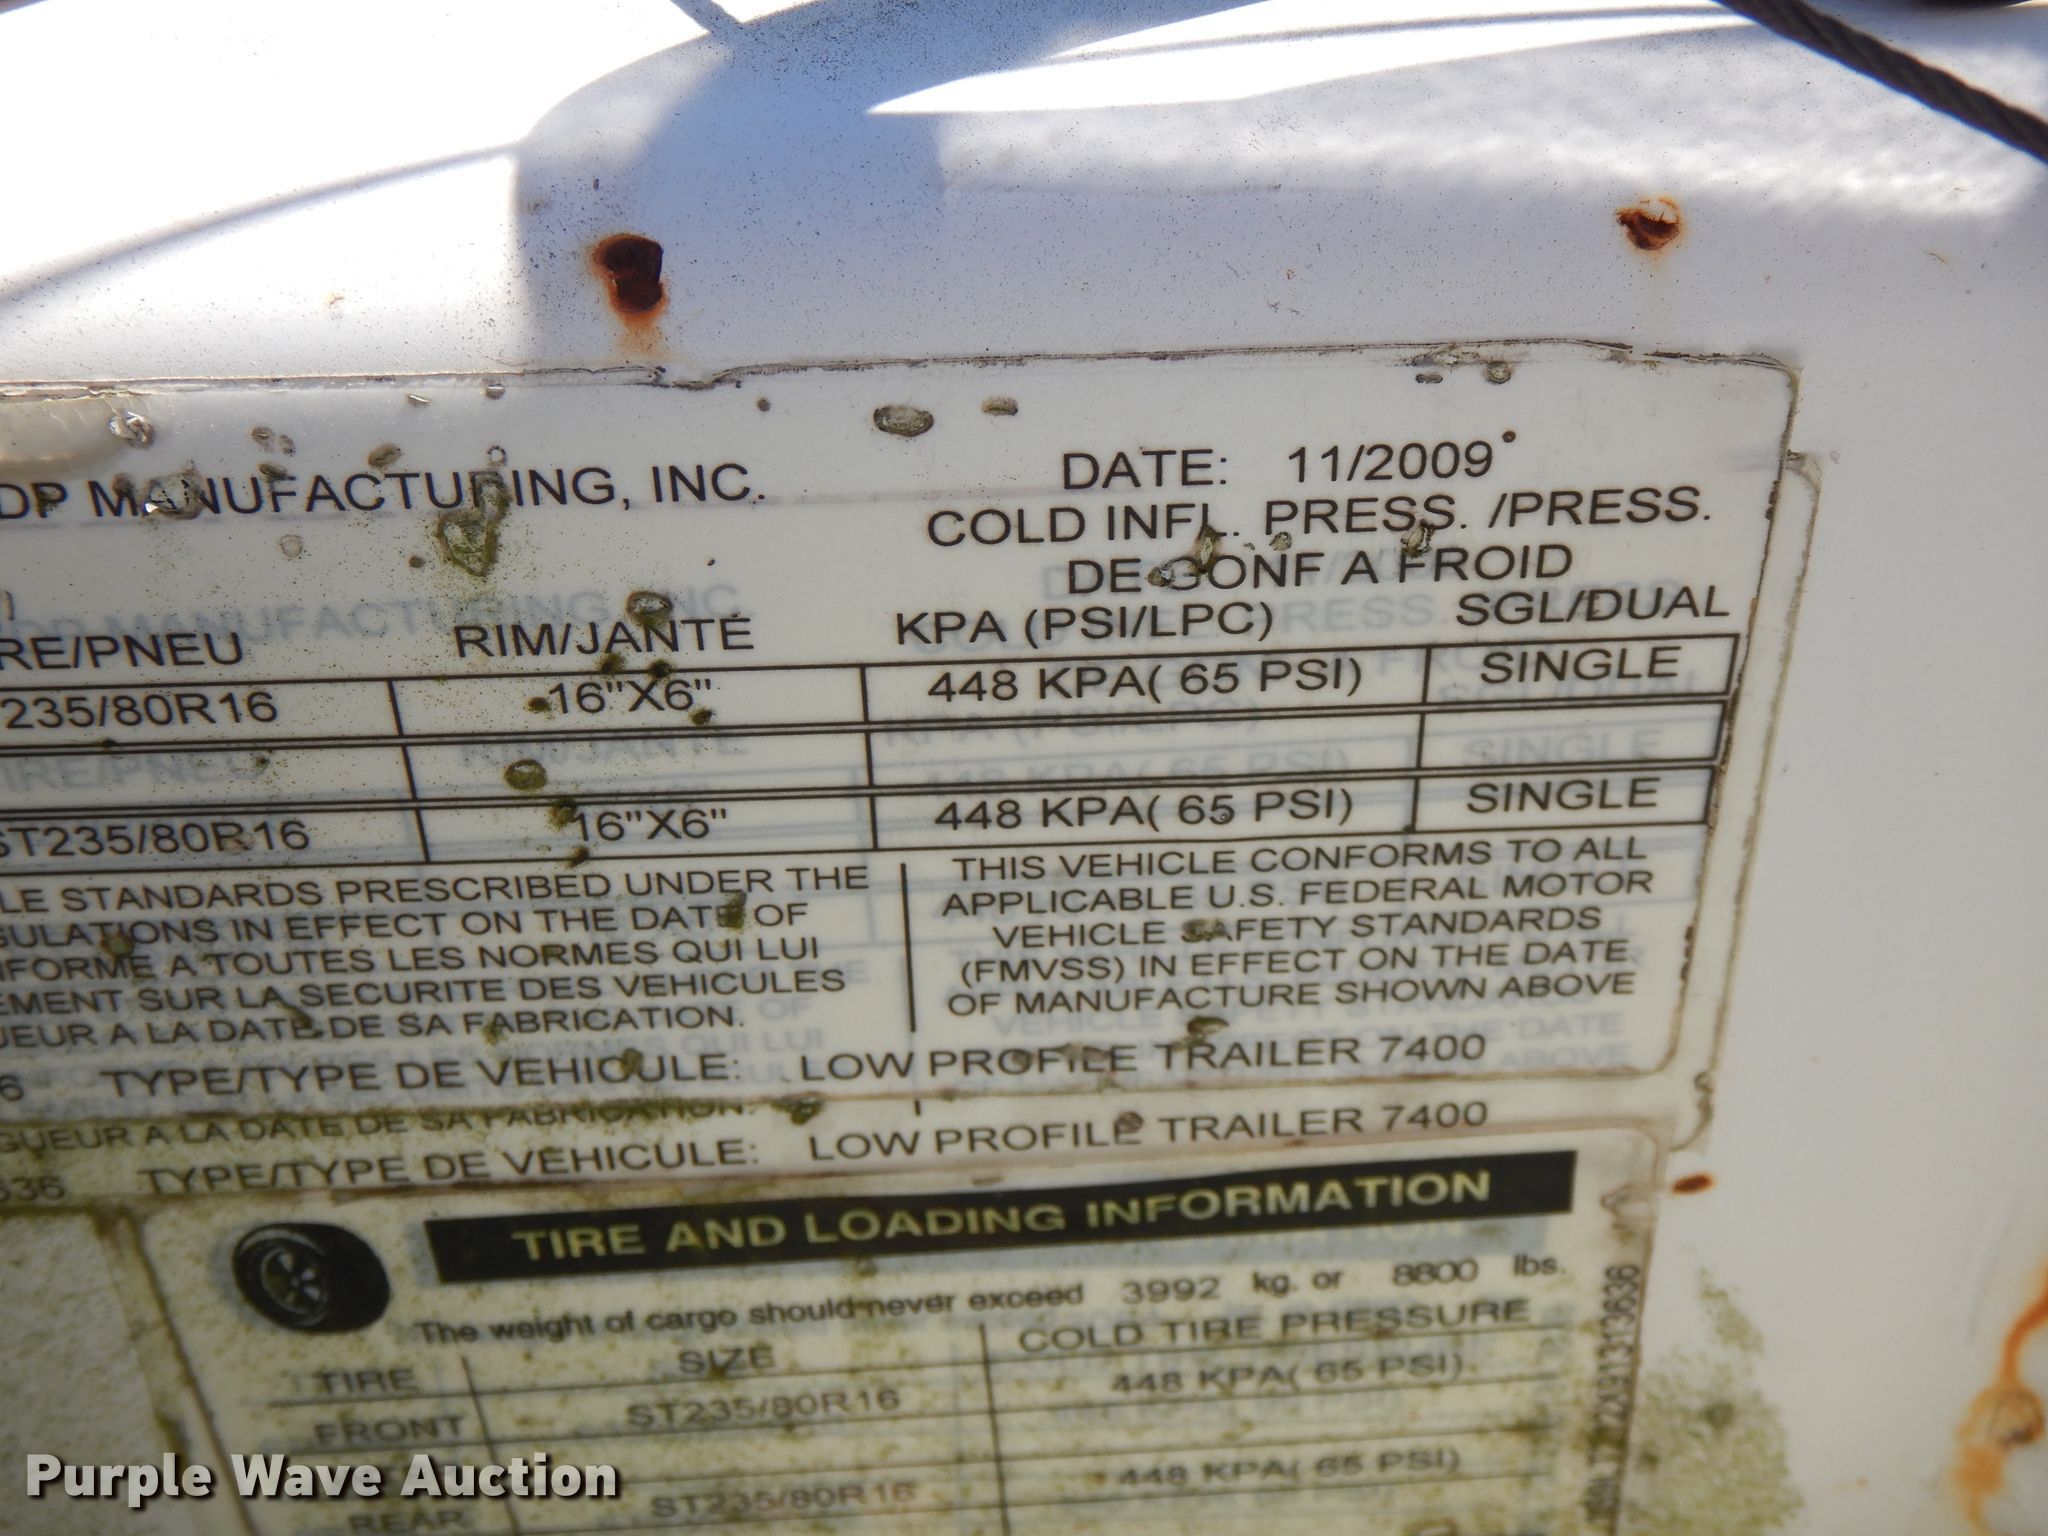 DP MANUFACTURING, INC. DATE: 11/2009
COLD INFL. PRESS. /PRESS.
DE GONF A FROID
RE/PNEU RIM/JANTE KPA (PSI/LPC) SGL/DUAL
235/80R16 16"X6" 448 KPA( 65 PSI) SINGLE
ST235/80R16 16"X6" 448 KPA( 65 PSI) SINGLE
LE STANDARDS PRESCRIBED UNDER THE
GULATIONS IN EFFECT ON THE DATE OF
NFORME A TOUTES LES NORMES QUI LUI
EMENT SUR LA SECURITE DES VEHICULES
UEUR A LA DATE DE SA FABRICATION.
THIS VEHICLE CONFORMS TO ALL
APPLICABLE U.S. FEDERAL MOTOR
VEHICLE SAFETY STANDARDS
(FMVSS) IN EFFECT ON THE DATE
OF MANUFACTURE SHOWN ABOVE
6 TYPE/TYPE DE VEHICULE: LOW PROFILE TRAILER 7400
GUEUR A LA DATE DE SA FABRICATION.
636 TYPE/TYPE DE VEHICULE: LOW PROFILE TRAILER 7400
TIRE AND LOADING INFORMATION
The weight of cargo should never exceed 3992 kg. or 8800 lbs.
TIRE SIZE COLD TIRE PRESSURE
FRONT ST235/80R16 448 KPA( 65 PSI)
REAR ST235/80R16 448 KPA( 65 PSI)
Purple Wave Auction